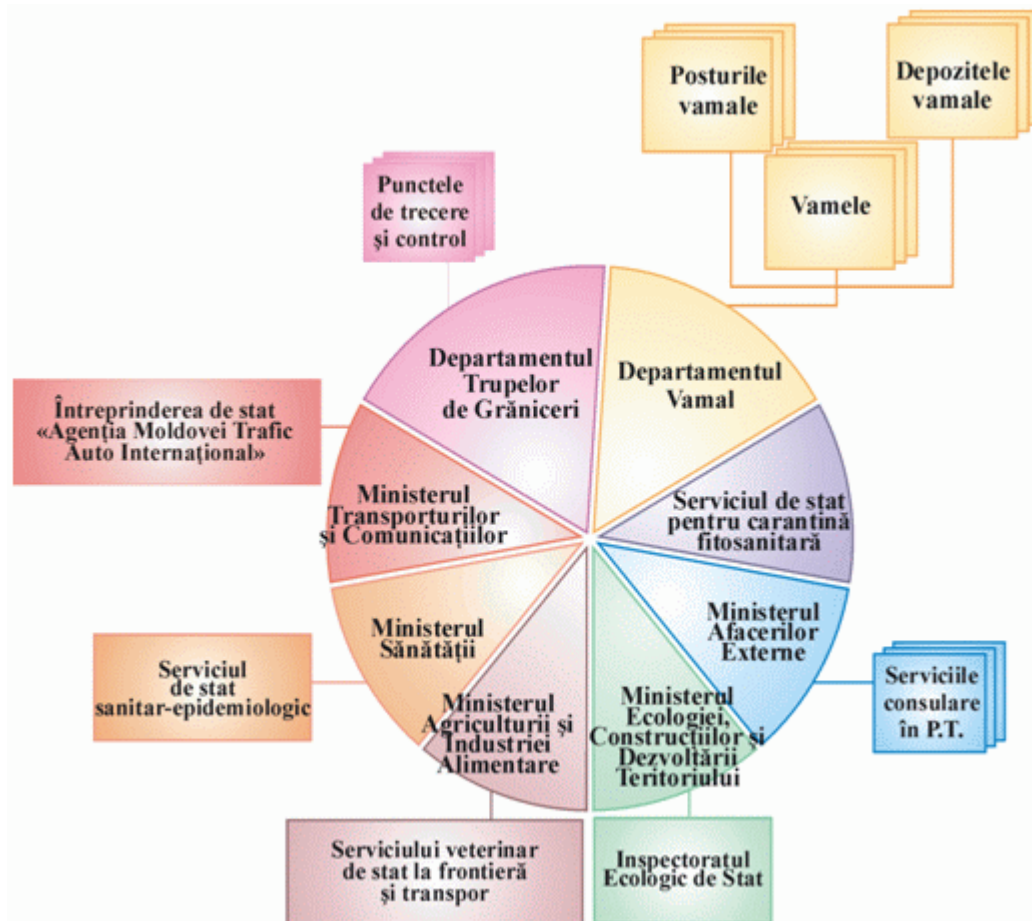 Posturile
vamale
Depozitele
vamale
Vamele
Punctele
de trecere
şi control
Departamentul
Trupelor
de Grăniceri
Departamentul
Vamal
Întreprinderea de stat
«Agenţia Moldovei Trafic
Auto Internaţional»
Ministerul
Transporturilor
şi Comunicaţiilor
Serviciul de stat
pentru carantină
fitosanitară
Ministerul
Sănătăţii
Ministerul
Afacerilor
Externe
Serviciul
de stat
sanitar-epidemiologic
Serviciile
consulare
în P.T.
Ministerul
Agriculturii şi
Industriei
Alimentare
Ministerul
Ecologiei,
Construcţiilor şi
Dezvoltării
Teritoriului
Serviciului veterinar
de stat la frontieră
şi transpor
Inspectoratul
Ecologic de Stat